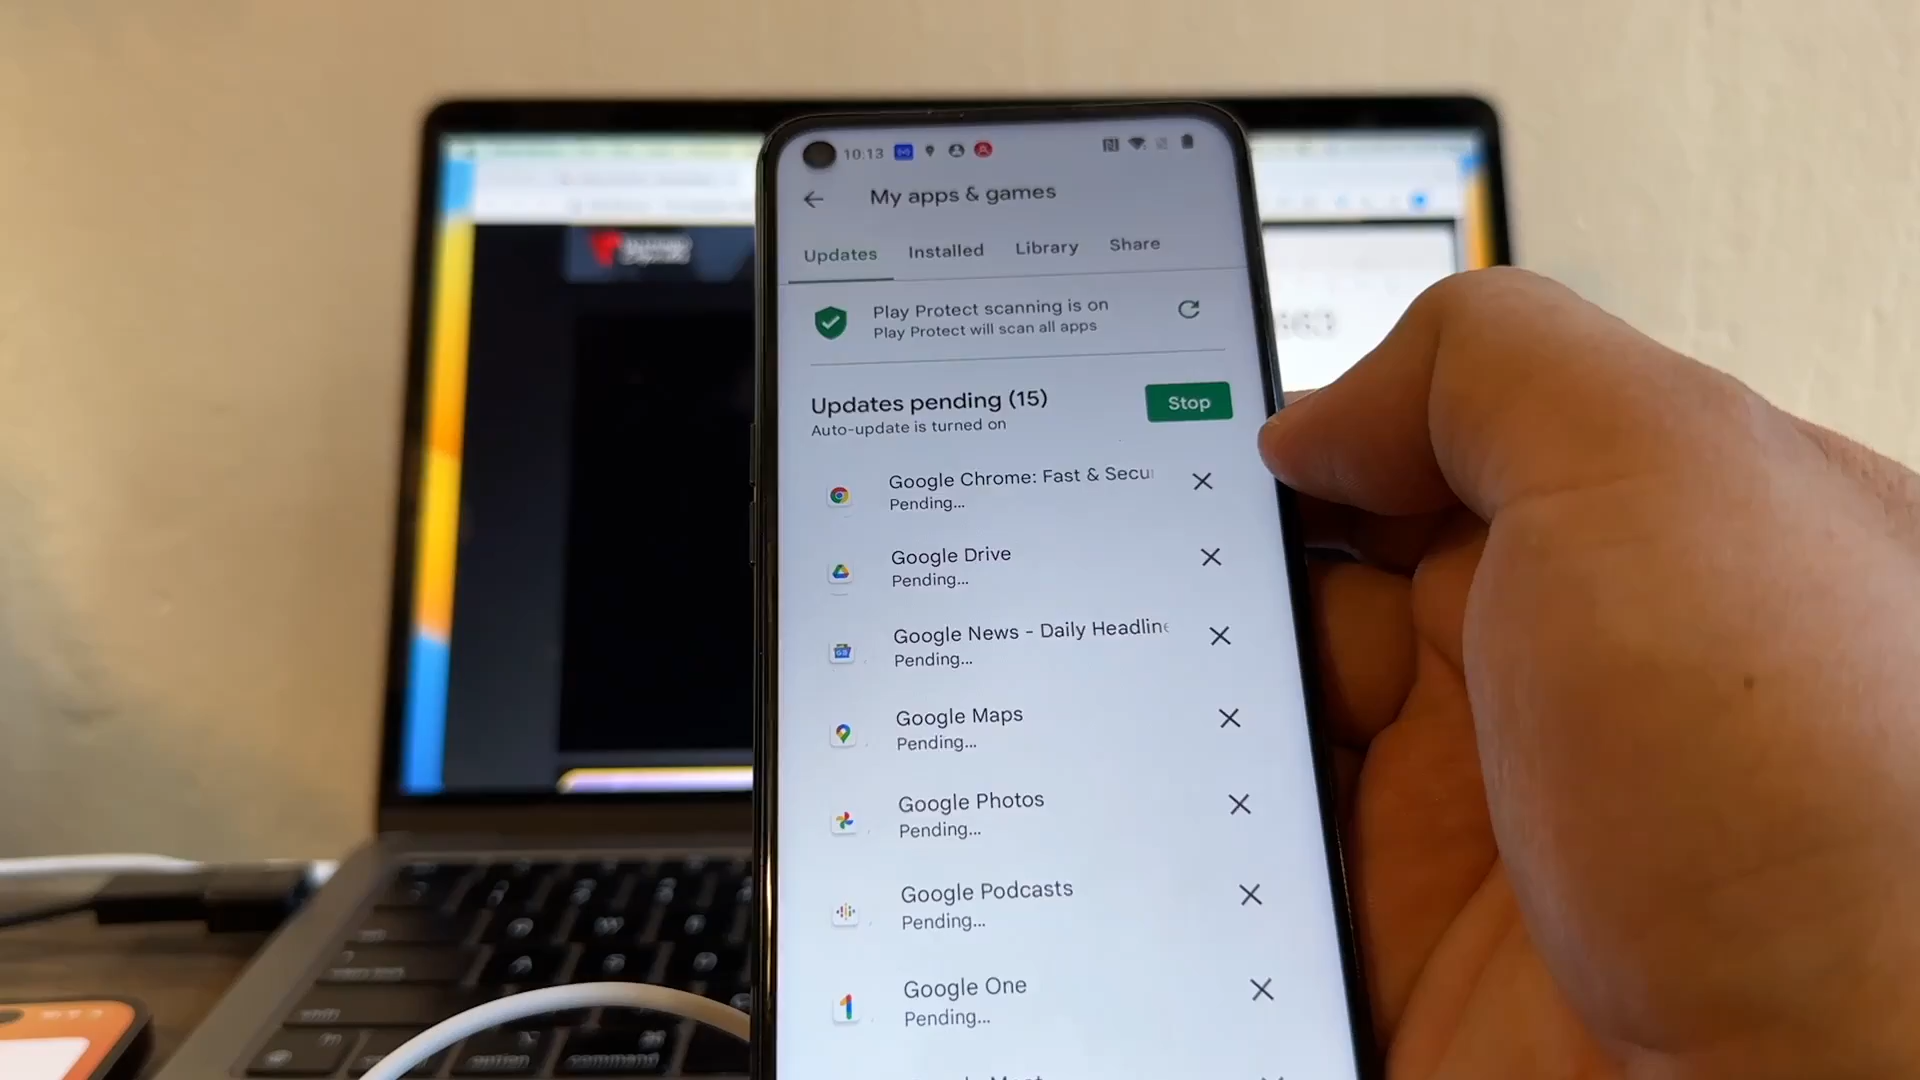 10:13
My apps & games
Updates Installed Library Share
Play Protect scanning is on
Play Protect will scan all apps
Updates pending (15)
Stop
Auto-update is turned on
Google Chrome: Fast & Secu
Pending...
Google Drive
Pending...
Google News - Daily Headline
Pending...
Google Maps
Pending...
Google Photos
Pending...
Google Podcasts
Pending...
Google One
Pending...
option
command